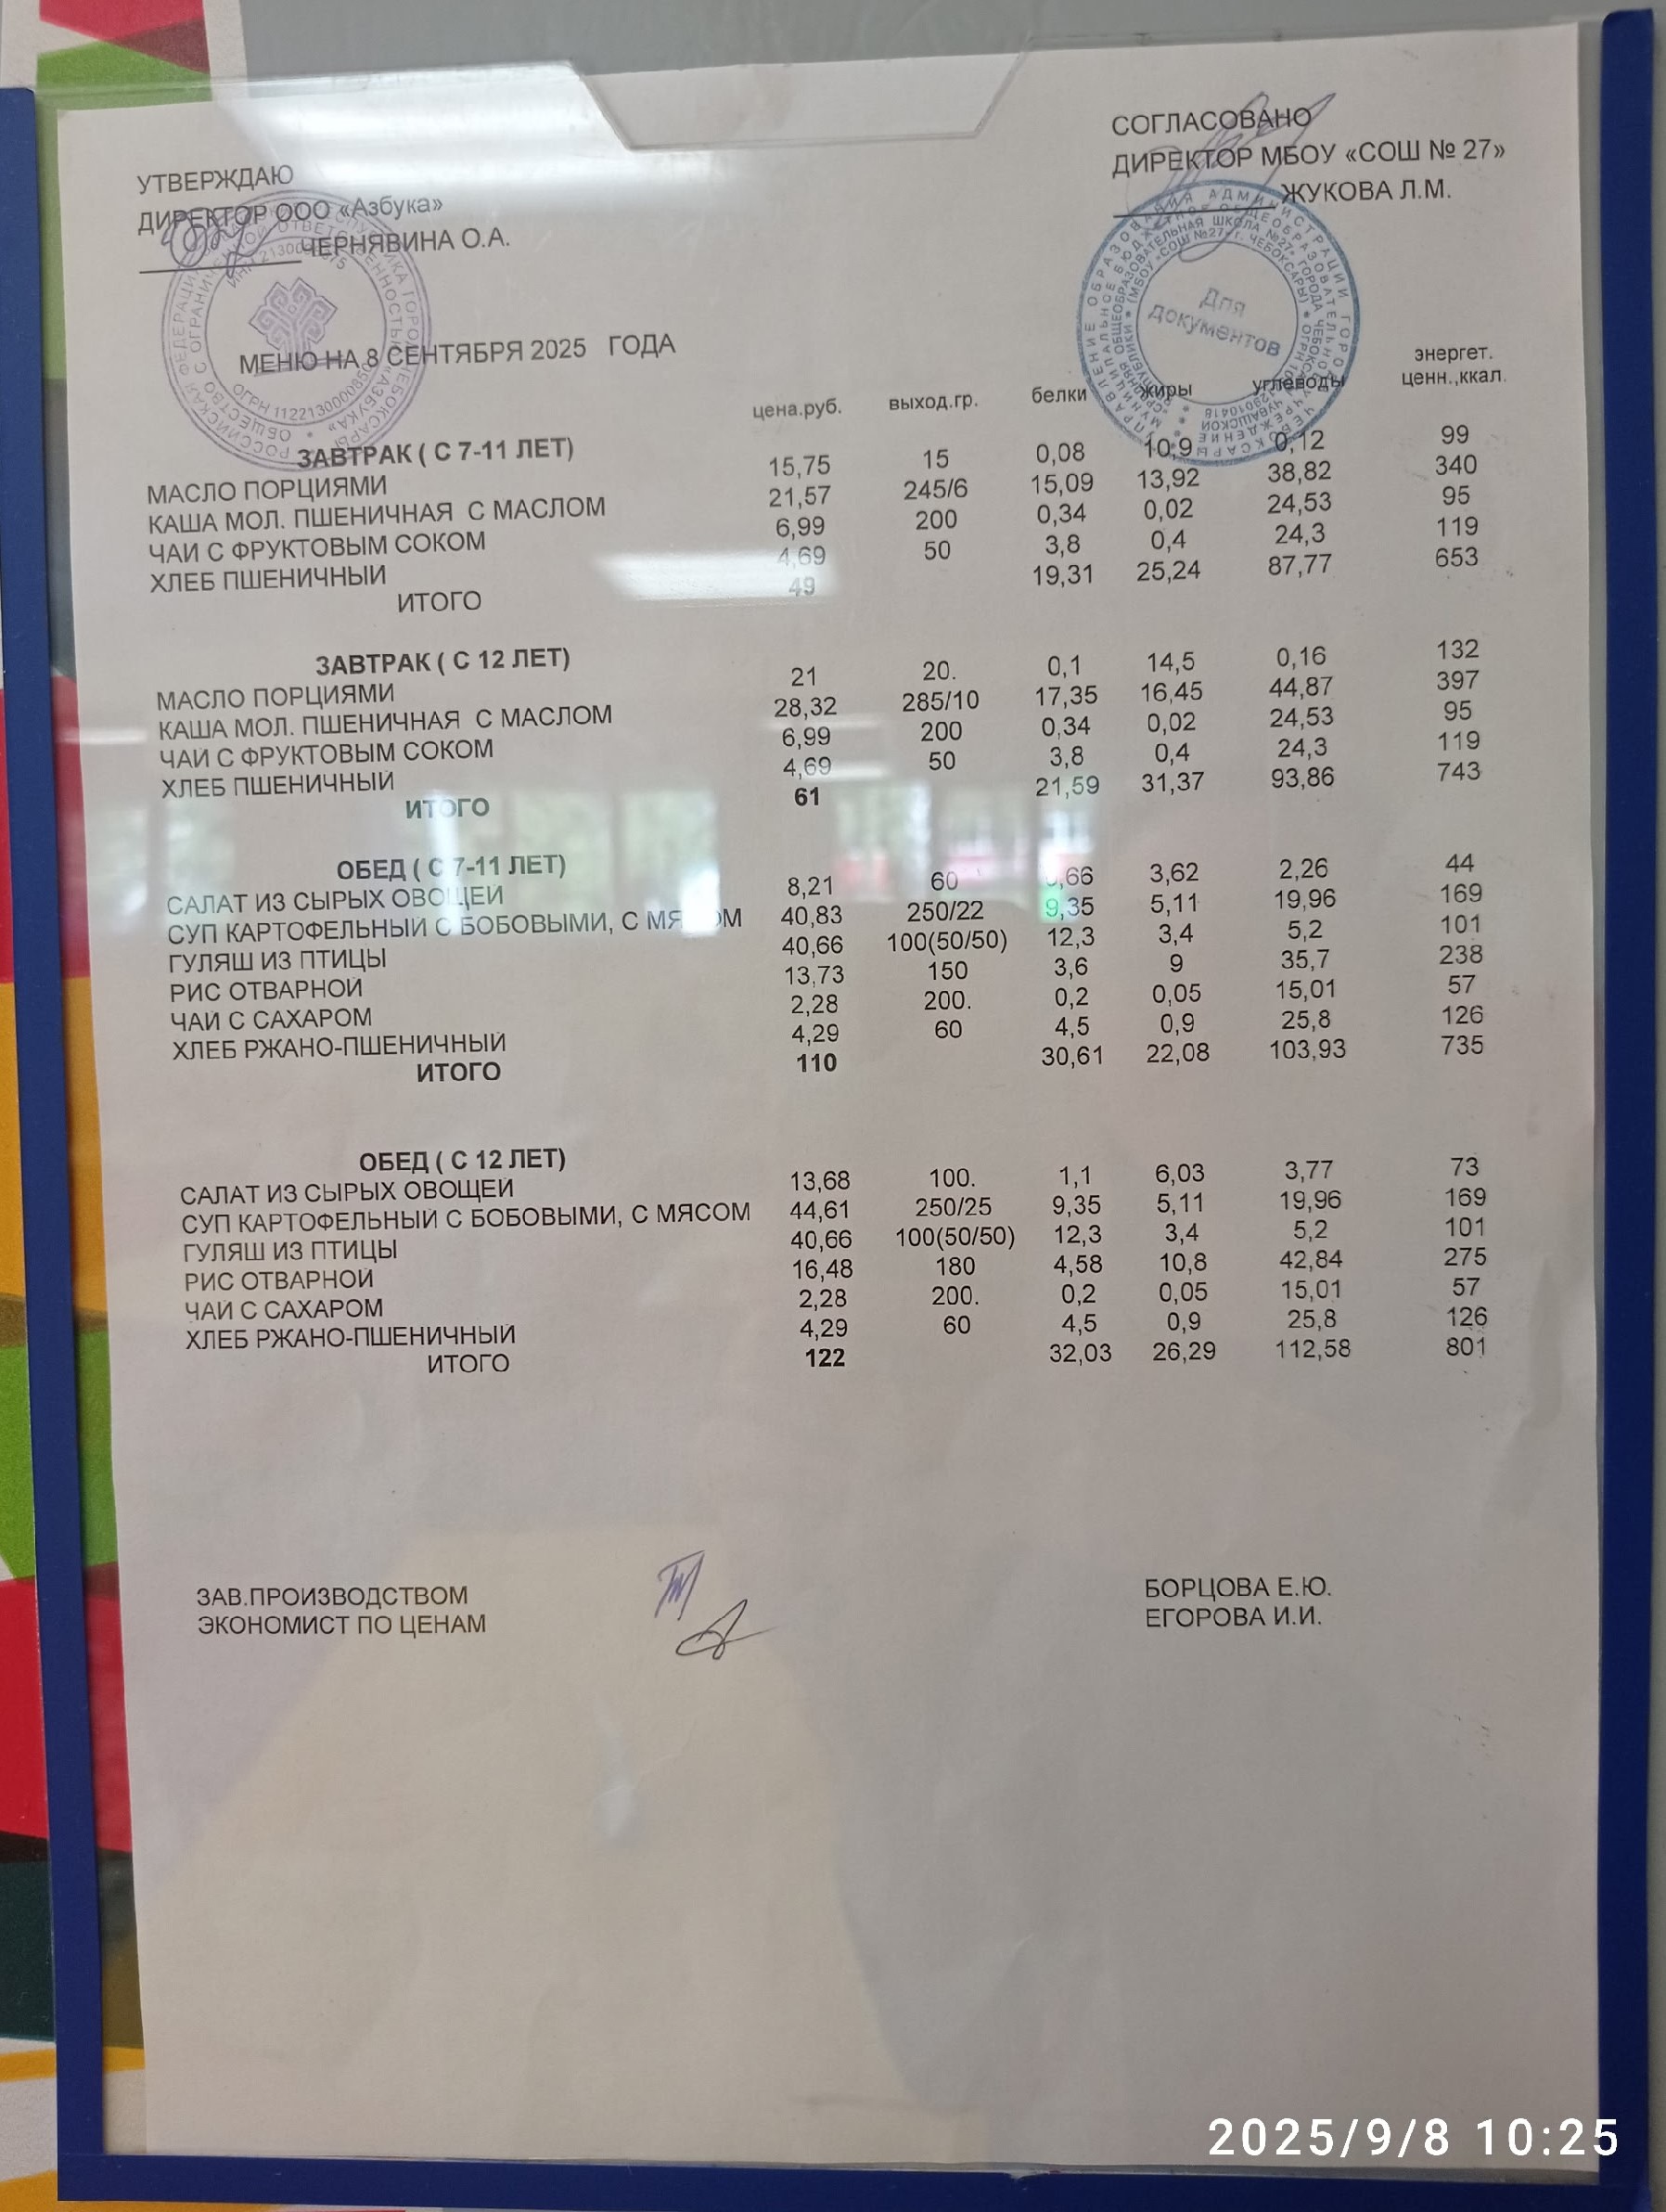 УТВЕРЖДАЮ
ДИРЕКТОР ООО «Азбука»
ЧЕРНЯВИНА О.А.
СОГЛАСОВАНО
ДИРЕКТОР МБОУ «СОШ № 27»
ЖУКОВА Л.М.
Для документов
МЕНЮ НА 8 СЕНТЯБРЯ 2025 ГОДА
цена.руб. выход.гр. белки жиры углеводы энергет. ценн.,ккал.
ЗАВТРАК ( С 7-11 ЛЕТ)
МАСЛО ПОРЦИЯМИ 15,75 15 0,08 10,9 0,12 99
КАША МОЛ. ПШЕНИЧНАЯ С МАСЛОМ 21,57 245/6 15,09 13,92 38,82 340
ЧАЙ С ФРУКТОВЫМ СОКОМ 6,99 200 0,34 0,02 24,53 95
ХЛЕБ ПШЕНИЧНЫЙ 4,69 50 3,8 0,4 24,3 119
ИТОГО 49 19,31 25,24 87,77 653
ЗАВТРАК ( С 12 ЛЕТ)
МАСЛО ПОРЦИЯМИ 21 20. 0,1 14,5 0,16 132
КАША МОЛ. ПШЕНИЧНАЯ С МАСЛОМ 28,32 285/10 17,35 16,45 44,87 397
ЧАЙ С ФРУКТОВЫМ СОКОМ 6,99 200 0,34 0,02 24,53 95
ХЛЕБ ПШЕНИЧНЫЙ 4,69 50 3,8 0,4 24,3 119
ИТОГО 61 21,59 31,37 93,86 743
ОБЕД ( С 7-11 ЛЕТ)
САЛАТ ИЗ СЫРЫХ ОВОЩЕЙ 8,21 60 0,66 3,62 2,26 44
СУП КАРТОФЕЛЬНЫЙ С БОБОВЫМИ, С МЯСОМ 40,83 250/22 9,35 5,11 19,96 169
ГУЛЯШ ИЗ ПТИЦЫ 40,66 100(50/50) 12,3 3,4 5,2 101
РИС ОТВАРНОЙ 13,73 150 3,6 9 35,7 238
ЧАЙ С САХАРОМ 2,28 200. 0,2 0,05 15,01 57
ХЛЕБ РЖАНО-ПШЕНИЧНЫЙ 4,29 60 4,5 0,9 25,8 126
ИТОГО 110 30,61 22,08 103,93 735
ОБЕД ( С 12 ЛЕТ)
САЛАТ ИЗ СЫРЫХ ОВОЩЕЙ 13,68 100. 1,1 6,03 3,77 73
СУП КАРТОФЕЛЬНЫЙ С БОБОВЫМИ, С МЯСОМ 44,61 250/25 9,35 5,11 19,96 169
ГУЛЯШ ИЗ ПТИЦЫ 40,66 100(50/50) 12,3 3,4 5,2 101
РИС ОТВАРНОЙ 16,48 180 4,58 10,8 42,84 275
ЧАЙ С САХАРОМ 2,28 200. 0,2 0,05 15,01 57
ХЛЕБ РЖАНО-ПШЕНИЧНЫЙ 4,29 60 4,5 0,9 25,8 126
ИТОГО 122 32,03 26,29 112,58 801
ЗАВ.ПРОИЗВОДСТВОМ БОРЦОВА Е.Ю.
ЭКОНОМИСТ ПО ЦЕНАМ ЕГОРОВА И.И.
2025/9/8 10:25